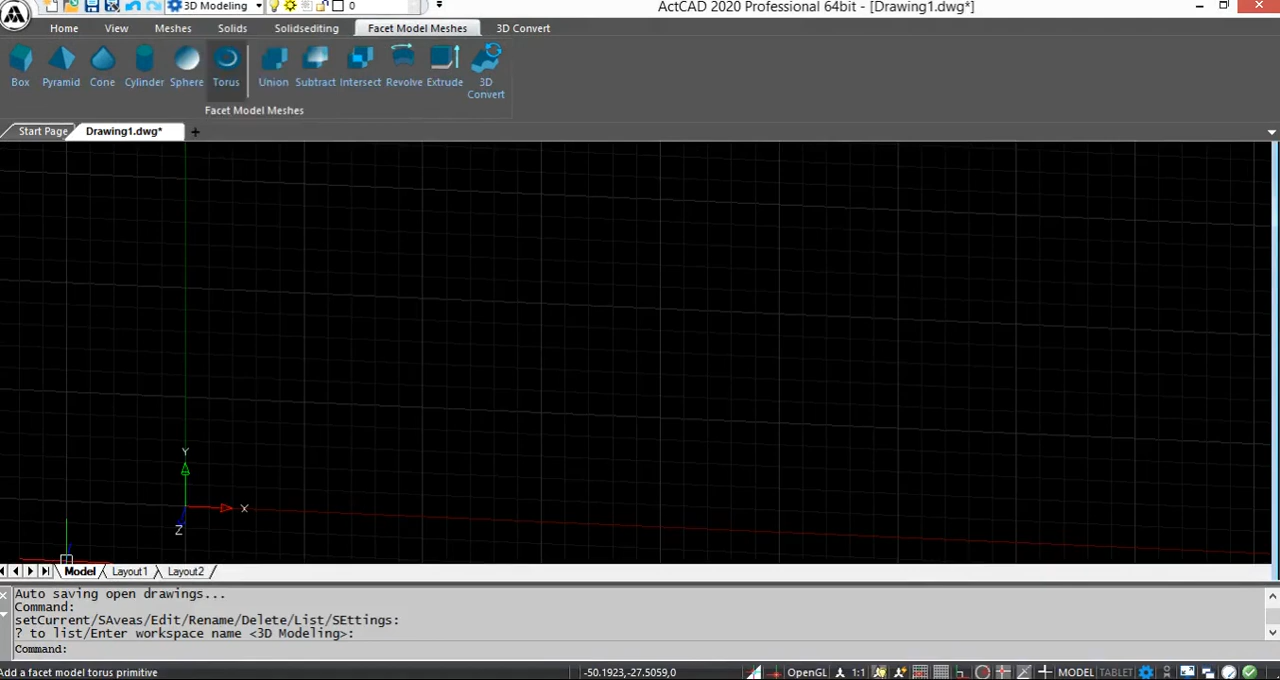 3D Modeling
0
ActCAD 2020 Professional 64bit - [Drawing1.dwg*]
Home View Meshes Solids Solidsediting Facet Model Meshes 3D Convert
Box Pyramid Cone Cylinder Sphere Torus Union Subtract Intersect Revolve Extrude 3D Convert
Facet Model Meshes
Start Page Drawing1.dwg* +
Y
X
Z
Model Layout1 Layout2
Auto saving open drawings...
Command:
setCurrent/SAveas/Edit/Rename/Delete/List/SEttings:
? to list/Enter workspace name <3D Modeling>:
Command:
Add a facet model torus primitive -50.1923,-27.5059,0 OpenGL 1:1 MODEL TABLET